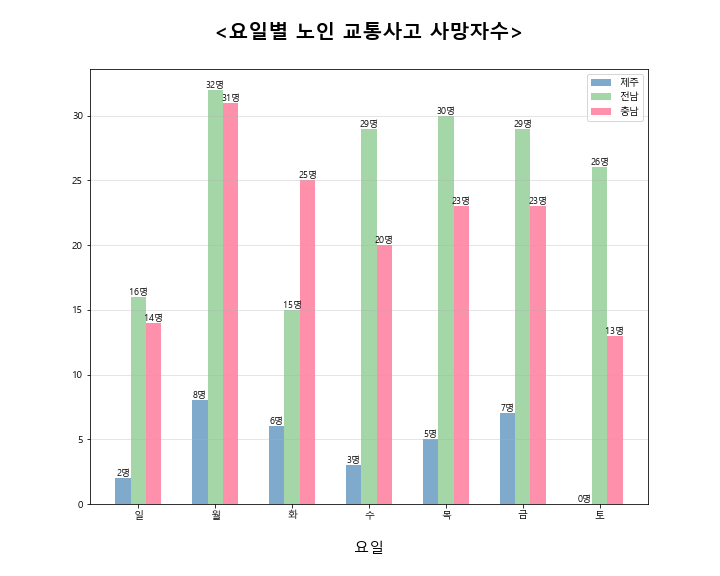 <요일별 노인 교통사고 사망자수>
제주
전남
충남
30
25
20
15
10
5
0
2명
16명
14명
8명
32명
31명
6명
15명
25명
3명
29명
20명
5명
30명
23명
7명
29명
23명
0명
26명
13명
일 월 화 수 목 금 토
요일